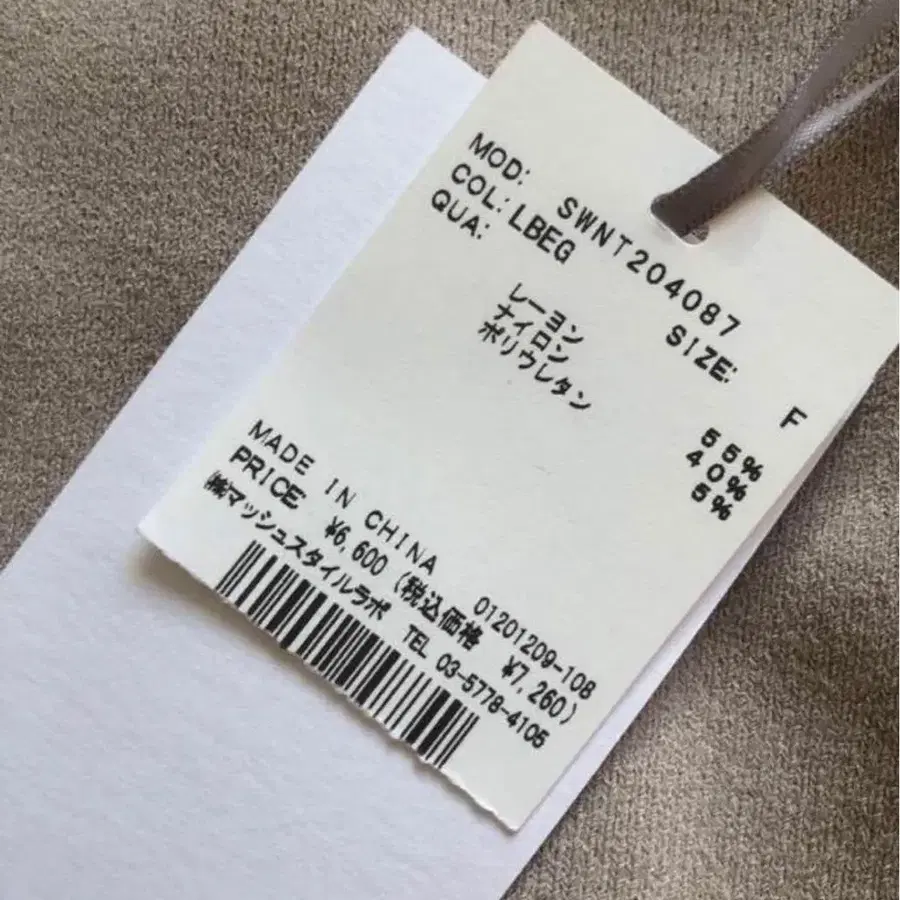 MOD: SWNT204087
COL: LBEG SIZE: F
QUA:
レーヨン 55%
ナイロン 40%
ポリウレタン 5%
MADE IN CHINA 01201209-108
PRICE ¥6,600 (税込価格 ¥7,260)
㈱マッシュスタイルラボ TEL 03-5778-4105